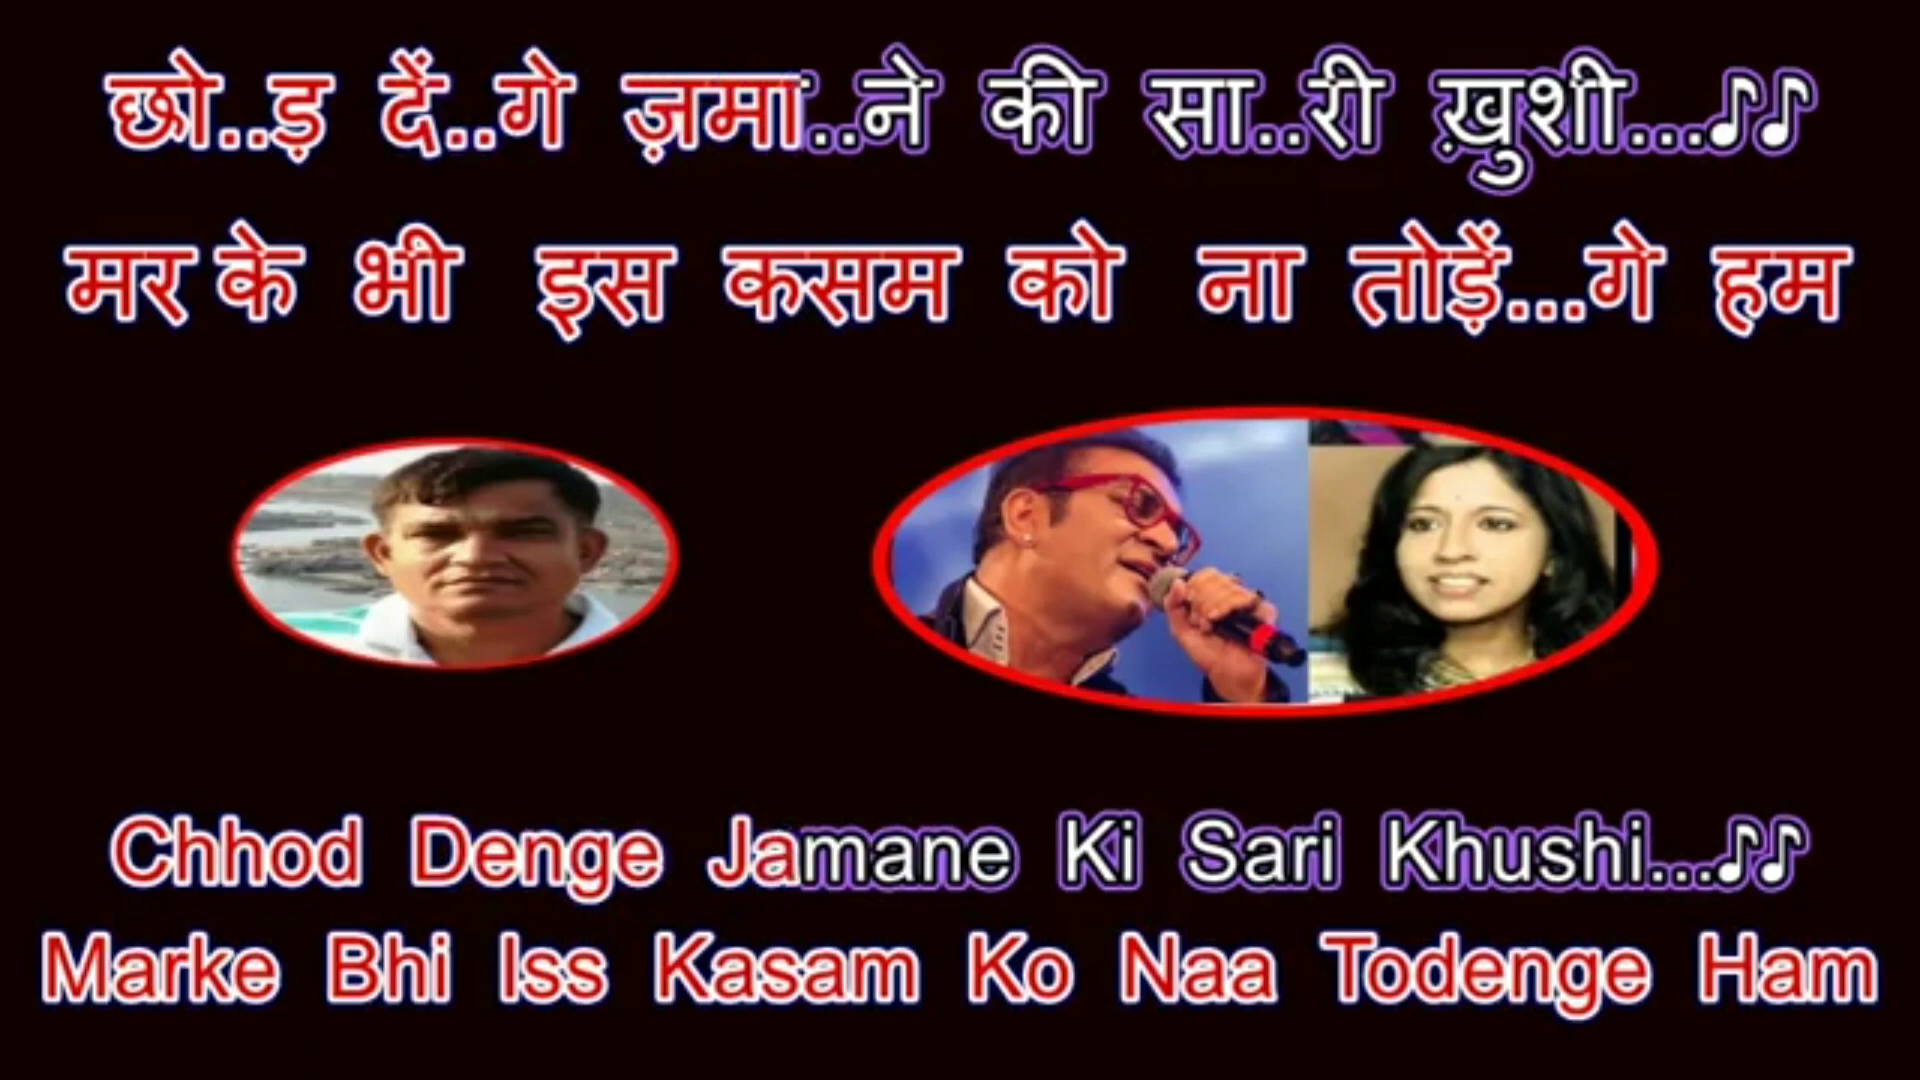 छो..ड़ दें..गे ज़मा..ने की सा..री ख़ुशी...♪♪
मर के भी इस कसम को ना तोड़ें...गे हम
Chhod Denge Jamane Ki Sari Khushi...♪♪
Marke Bhi Iss Kasam Ko Naa Todenge Ham